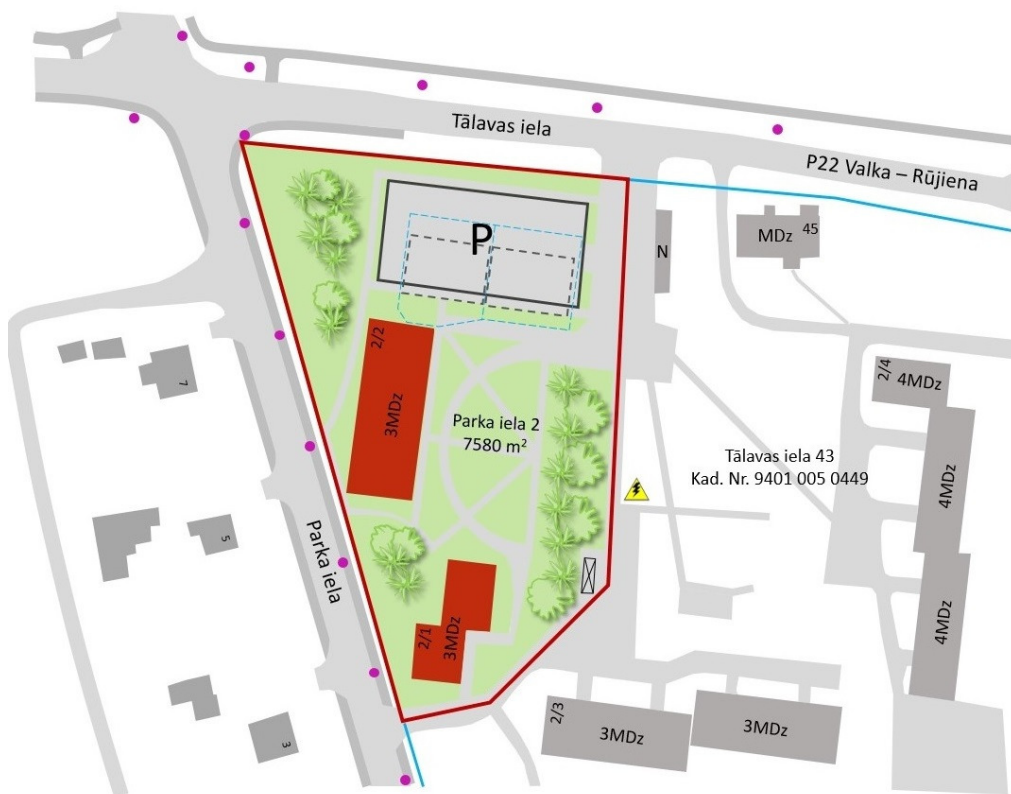 Tālavas iela
P22 Valka – Rūjiena
P
N
MDz
45
2/2
3MDz
7
2/4
4MDz
Parka iela 2
7580 m²
Tālavas iela 43
Kad. Nr. 9401 005 0449
4MDz
5
Parka iela
2/1
3MDz
4MDz
3
2/3
3MDz
3MDz